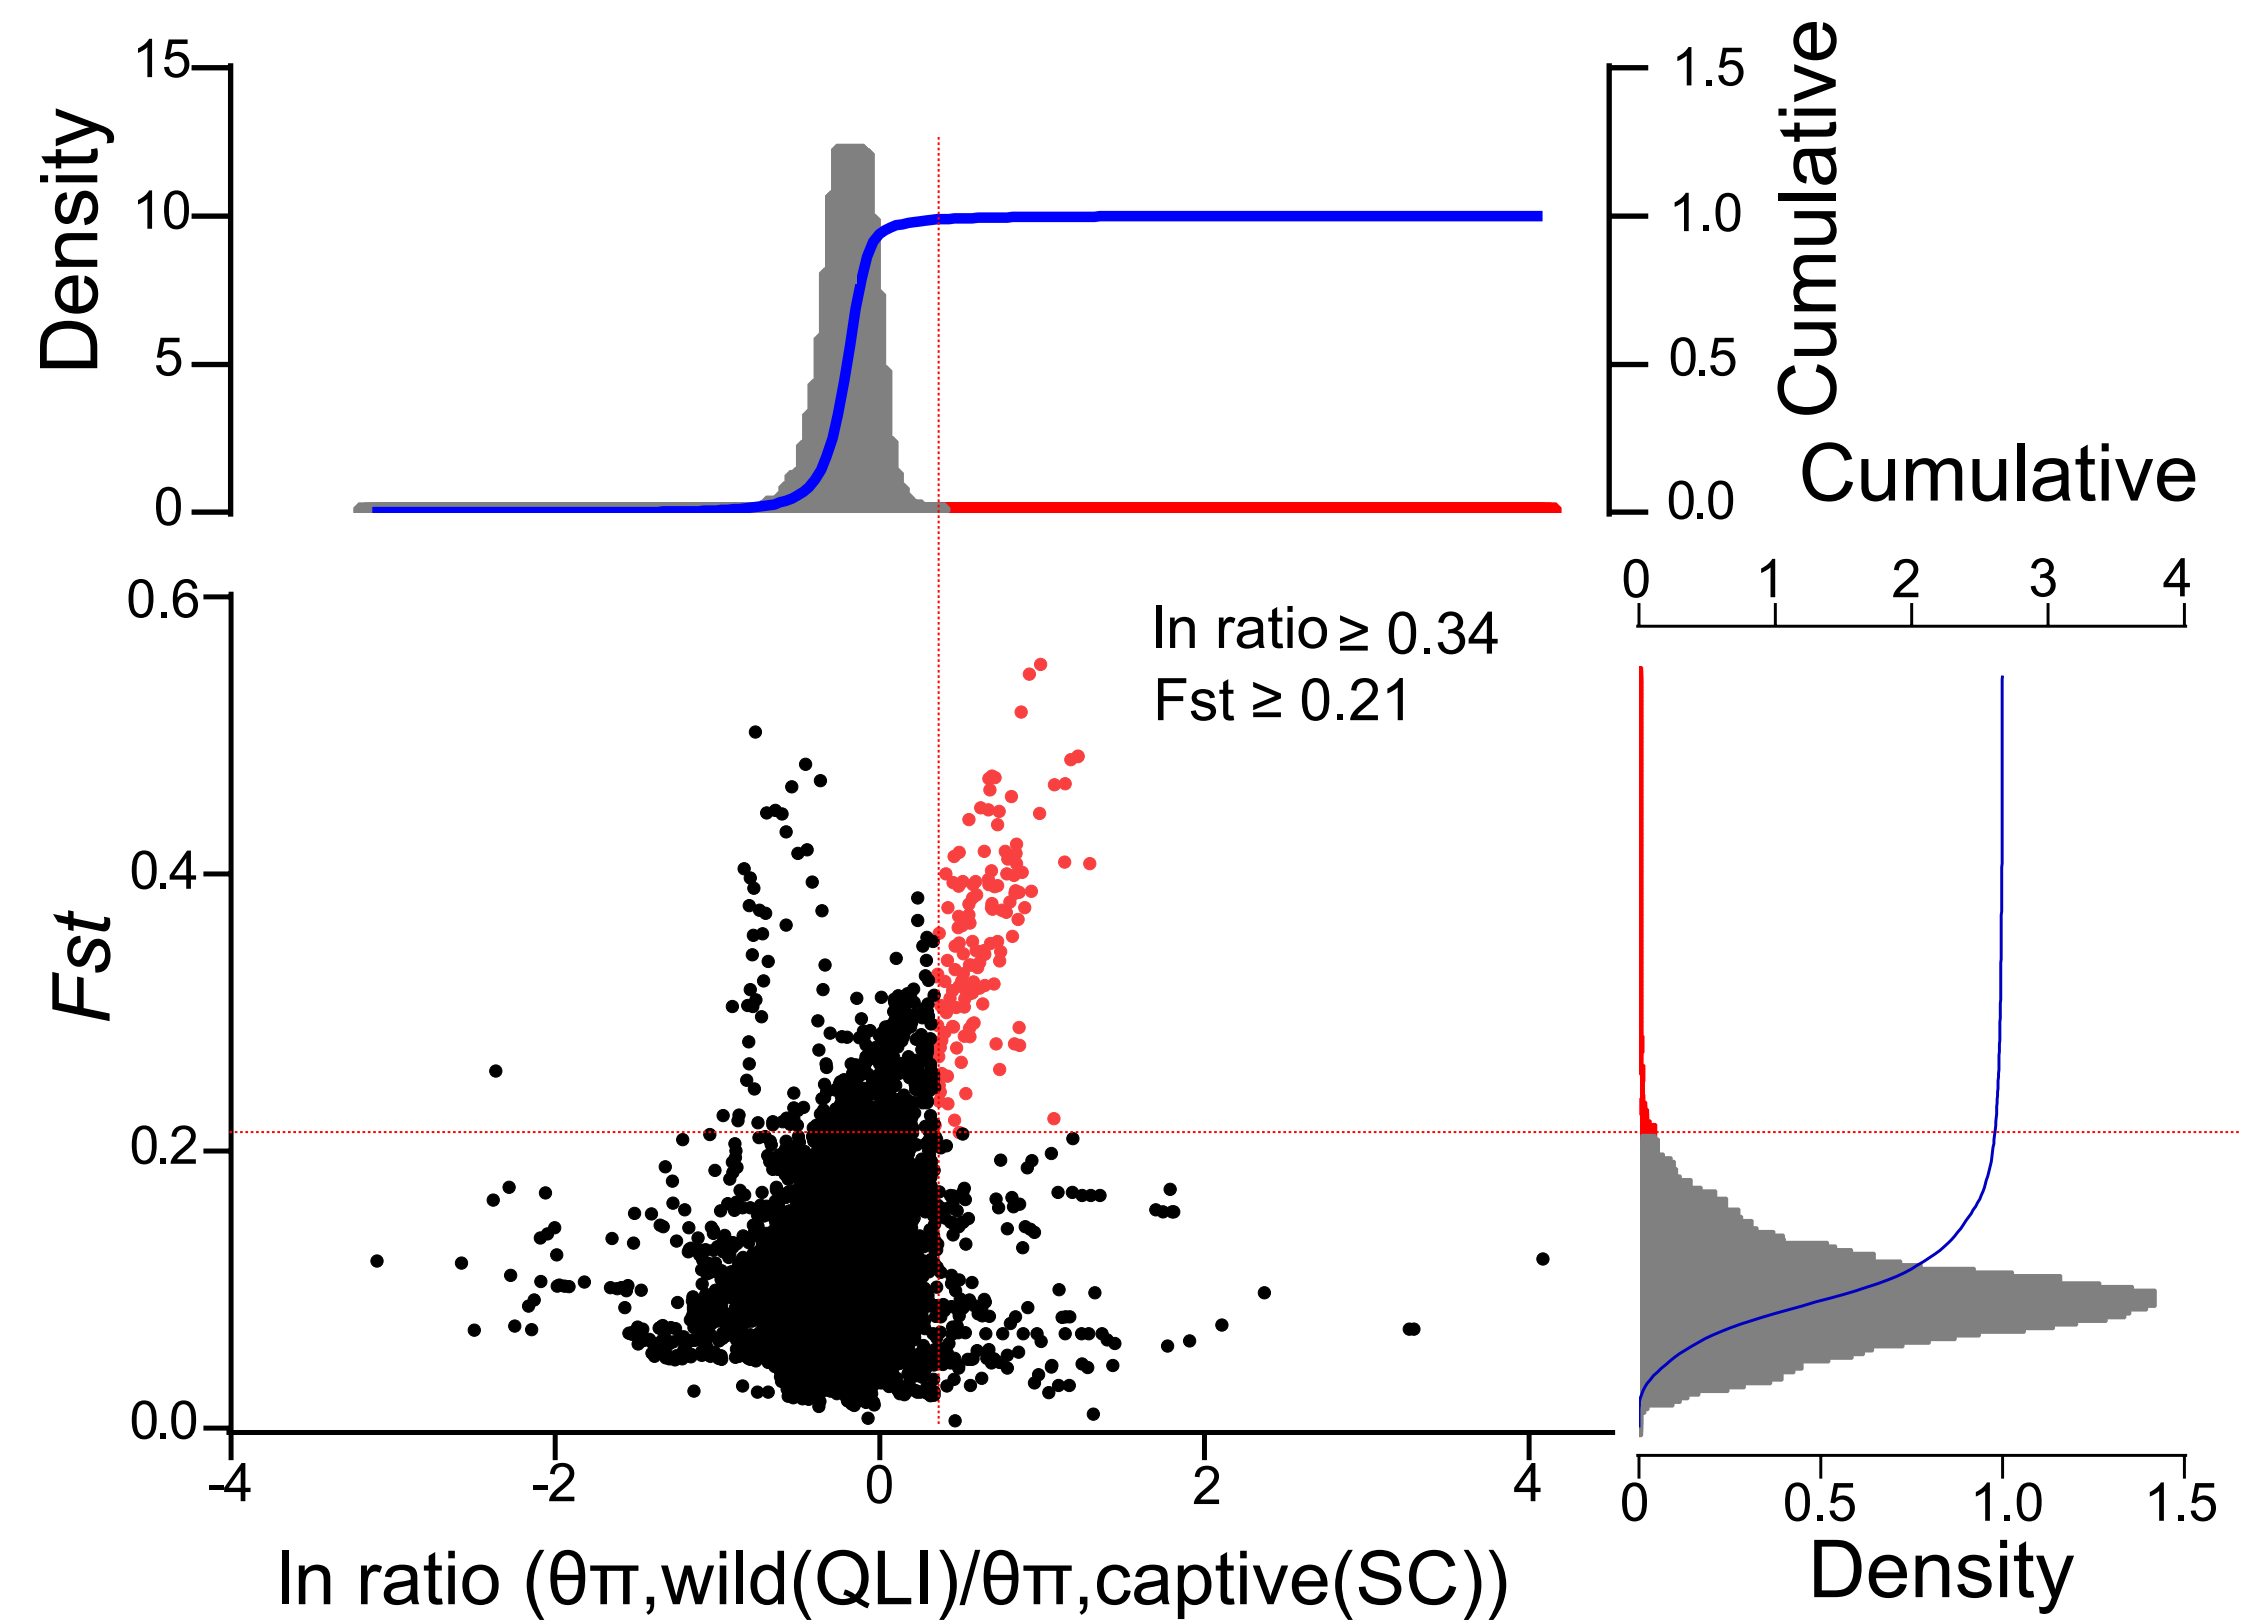 Density
15
10
5
0
1.5
1.0
0.5
0.0
Cumulative
Cumulative
0 1 2 3 4
In ratio ≥ 0.34
Fst ≥ 0.21
Fst
0.6
0.4
0.2
0.0
-4 -2 0 2 4
In ratio (θπ,wild(QLI)/θπ,captive(SC))
0 0.5 1.0 1.5
Density